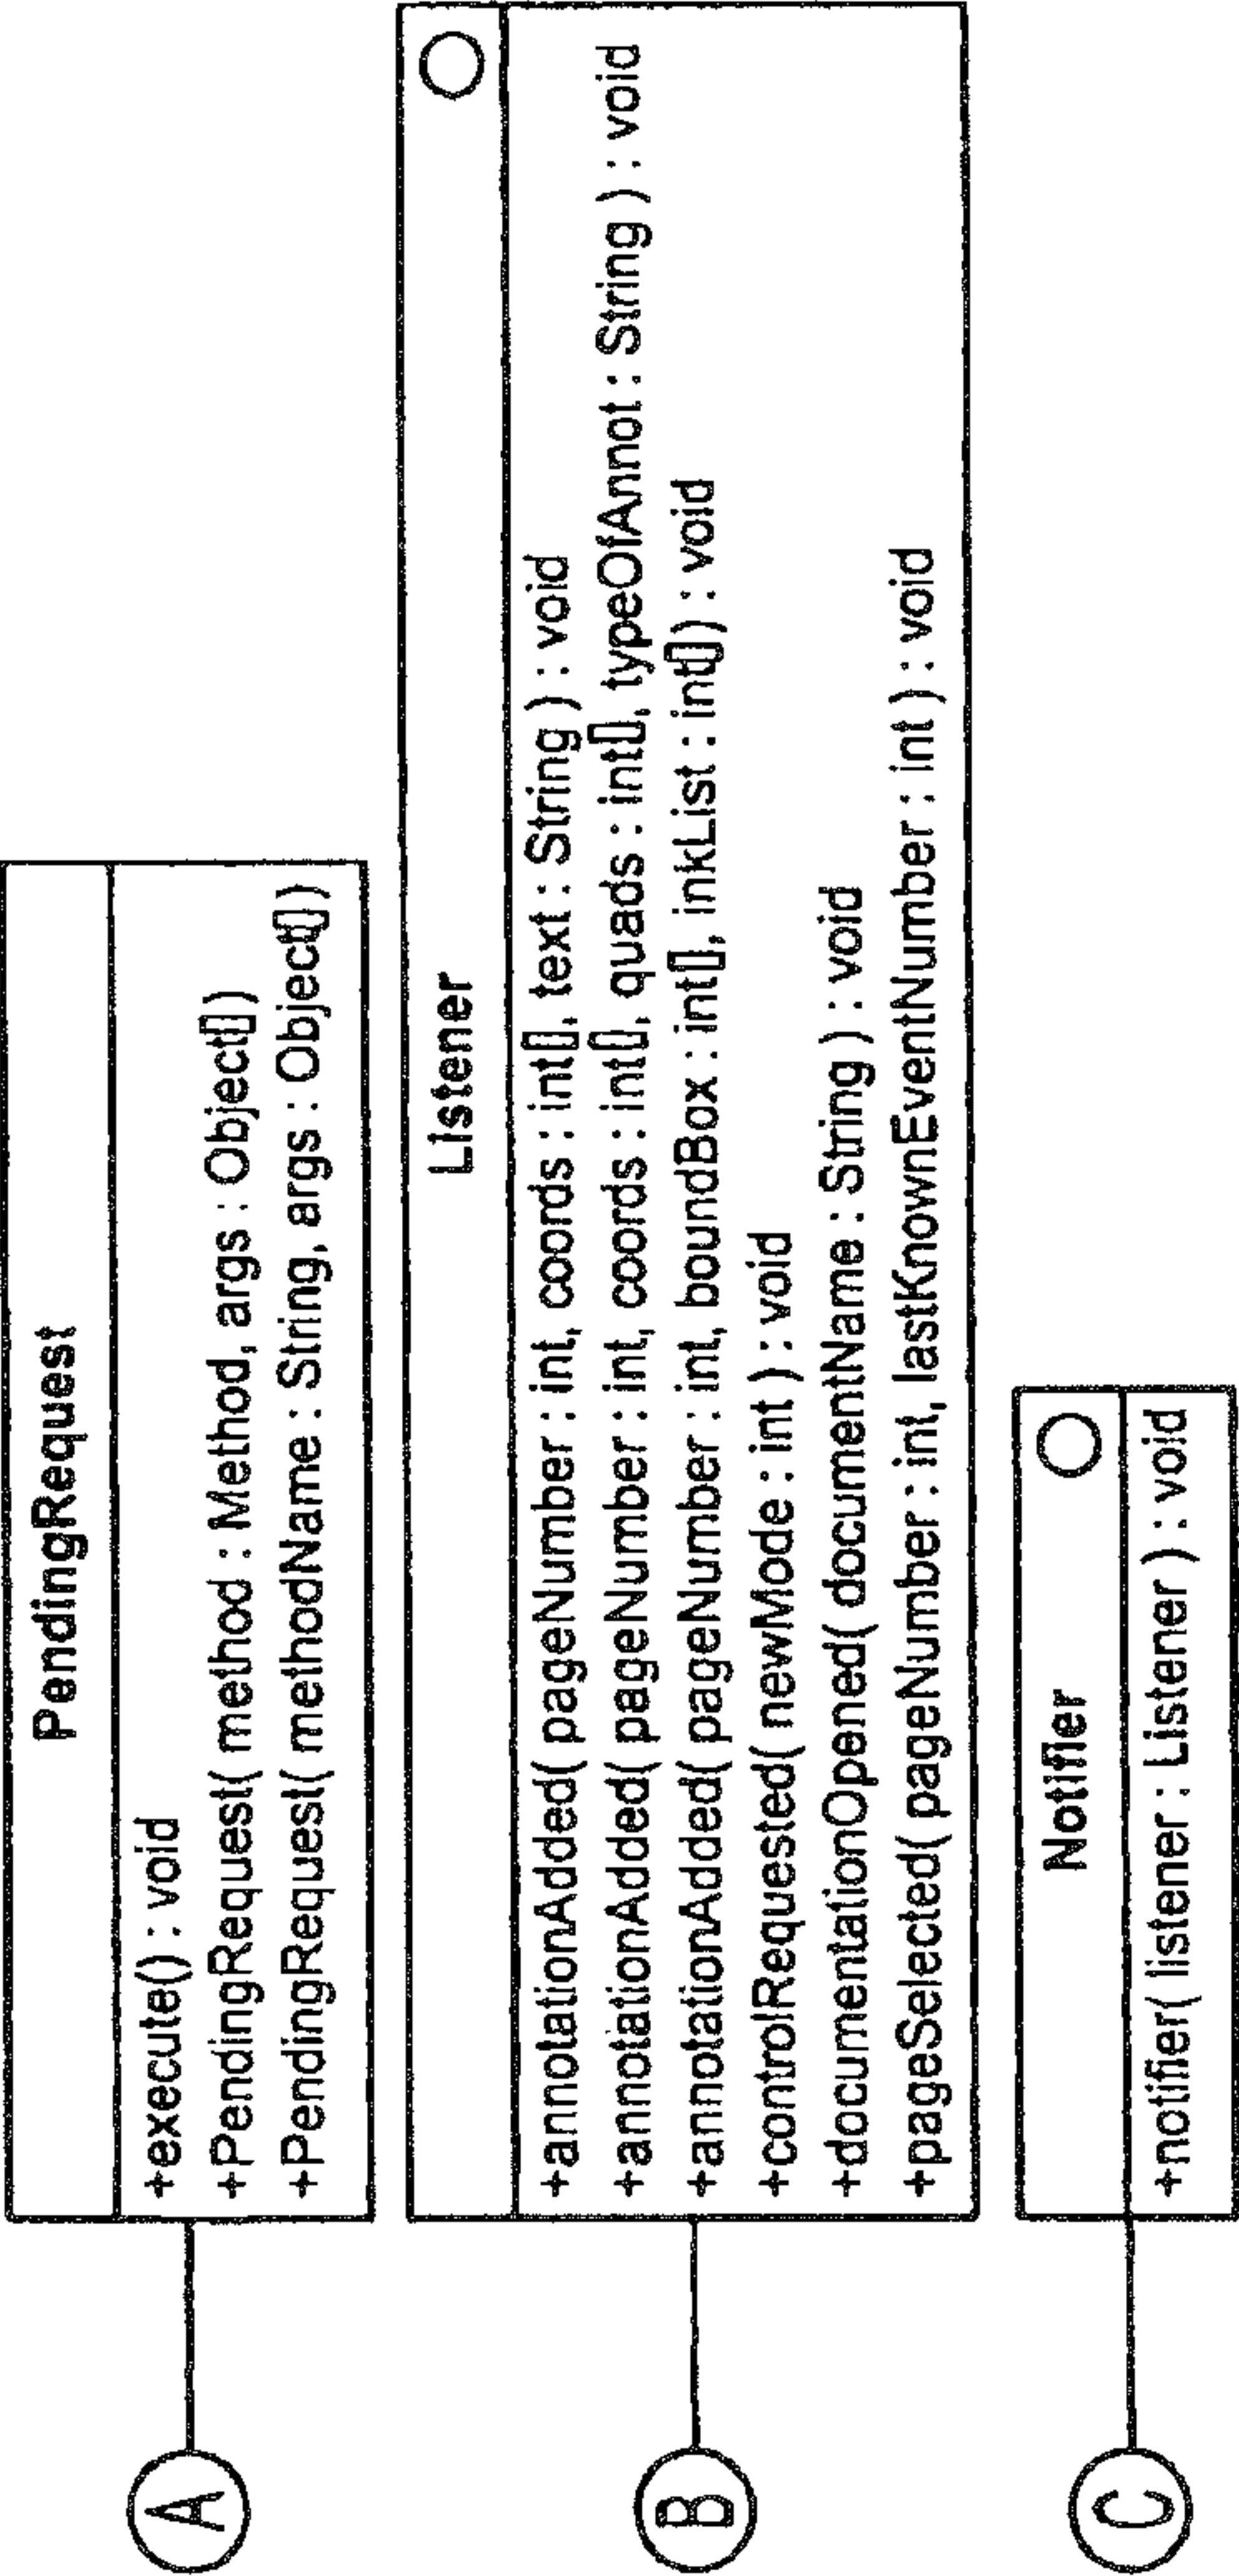 PendingRequest
+execute() : void
+PendingRequest( method : Method, args : Object[])
+PendingRequest( methodName : String, args : Object[])
A
Listener
+annotationAdded( pageNumber : int, coords : int[], text : String ) : void
+annotationAdded( pageNumber : int, coords : int[], quads : int[], typeOfAnnot : String ) : void
+annotationAdded( pageNumber : int, boundBox : int[], inkList : int[]) : void
+controlRequested( newMode : int ) : void
+documentationOpened( documentName : String ) : void
+pageSelected( pageNumber : int, lastKnownEventNumber : int ) : void
B
Notifier
+notifier( listener : Listener ) : void
C